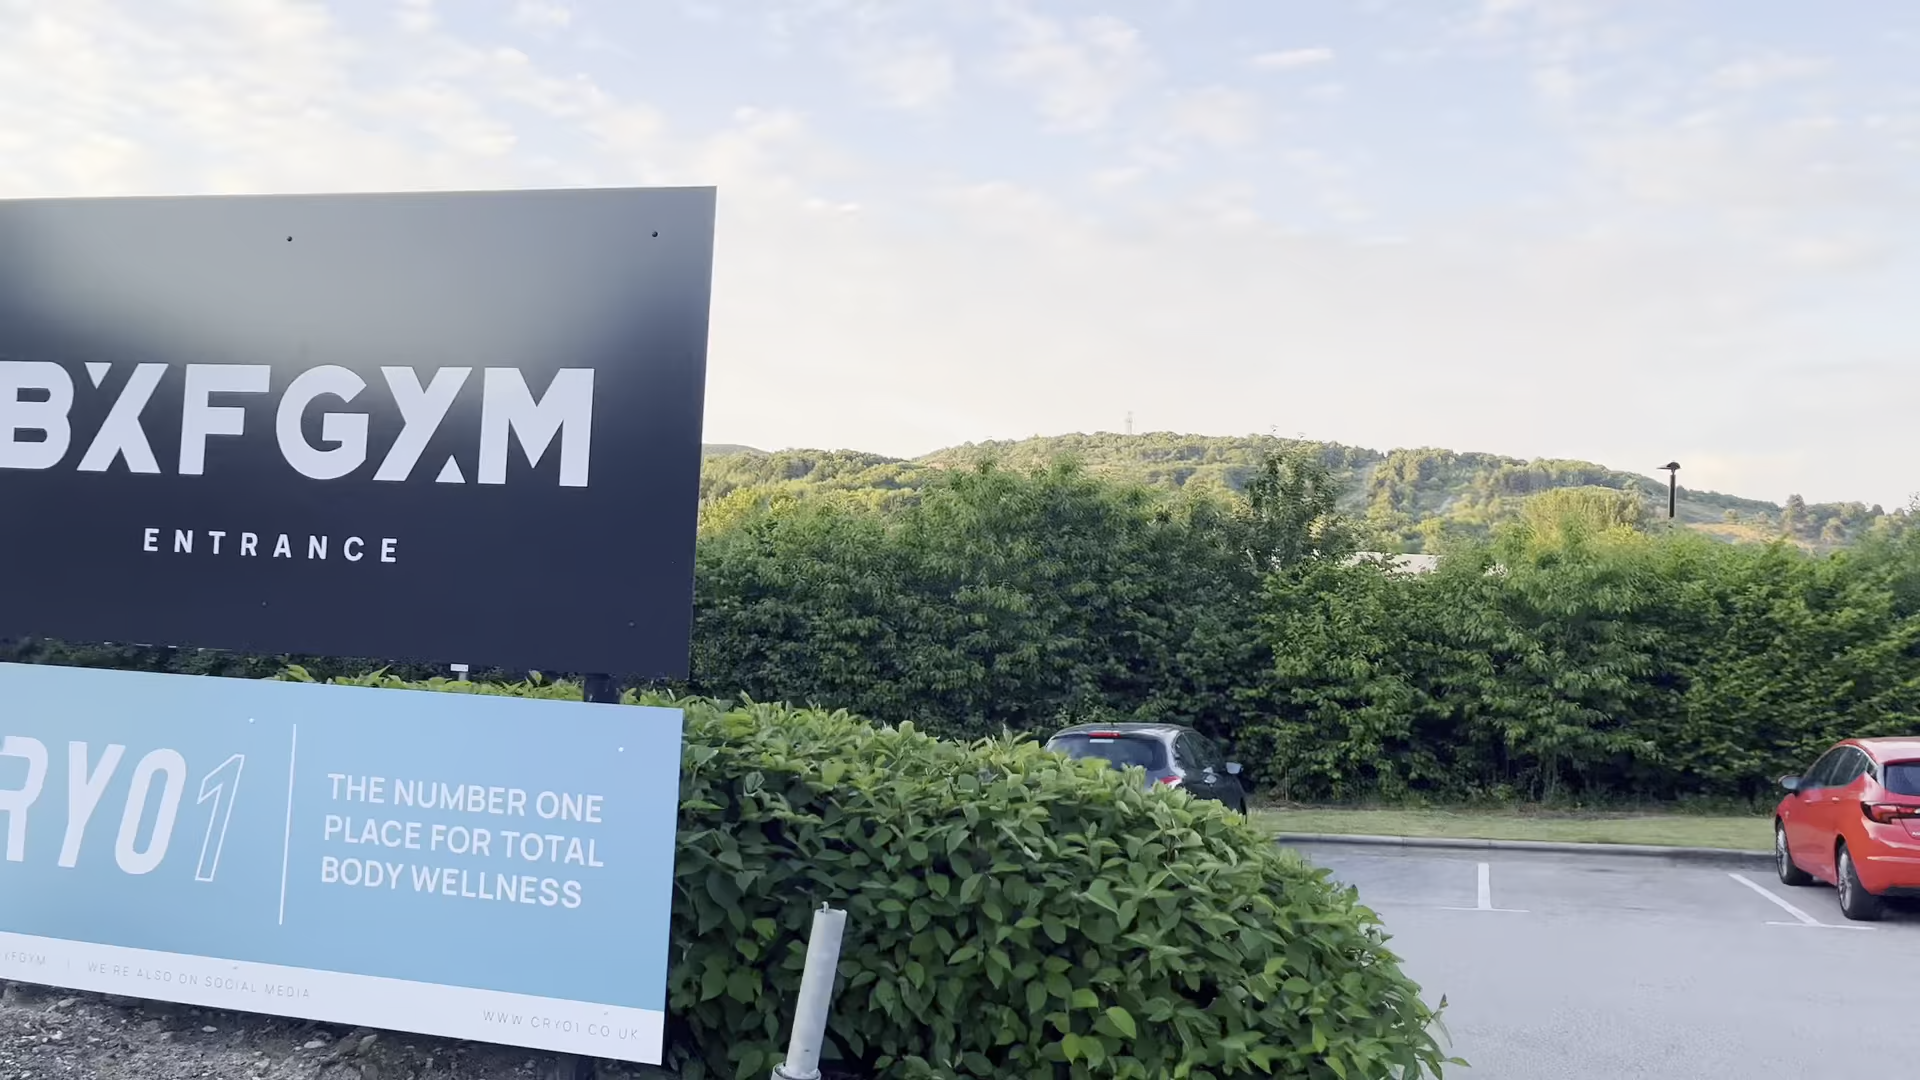 BXFGYM
ENTRANCE
RYO1
THE NUMBER ONE
PLACE FOR TOTAL
BODY WELLNESS
XFGYM | WE'RE ALSO ON SOCIAL MEDIA
WWW.CRYO1.CO.UK